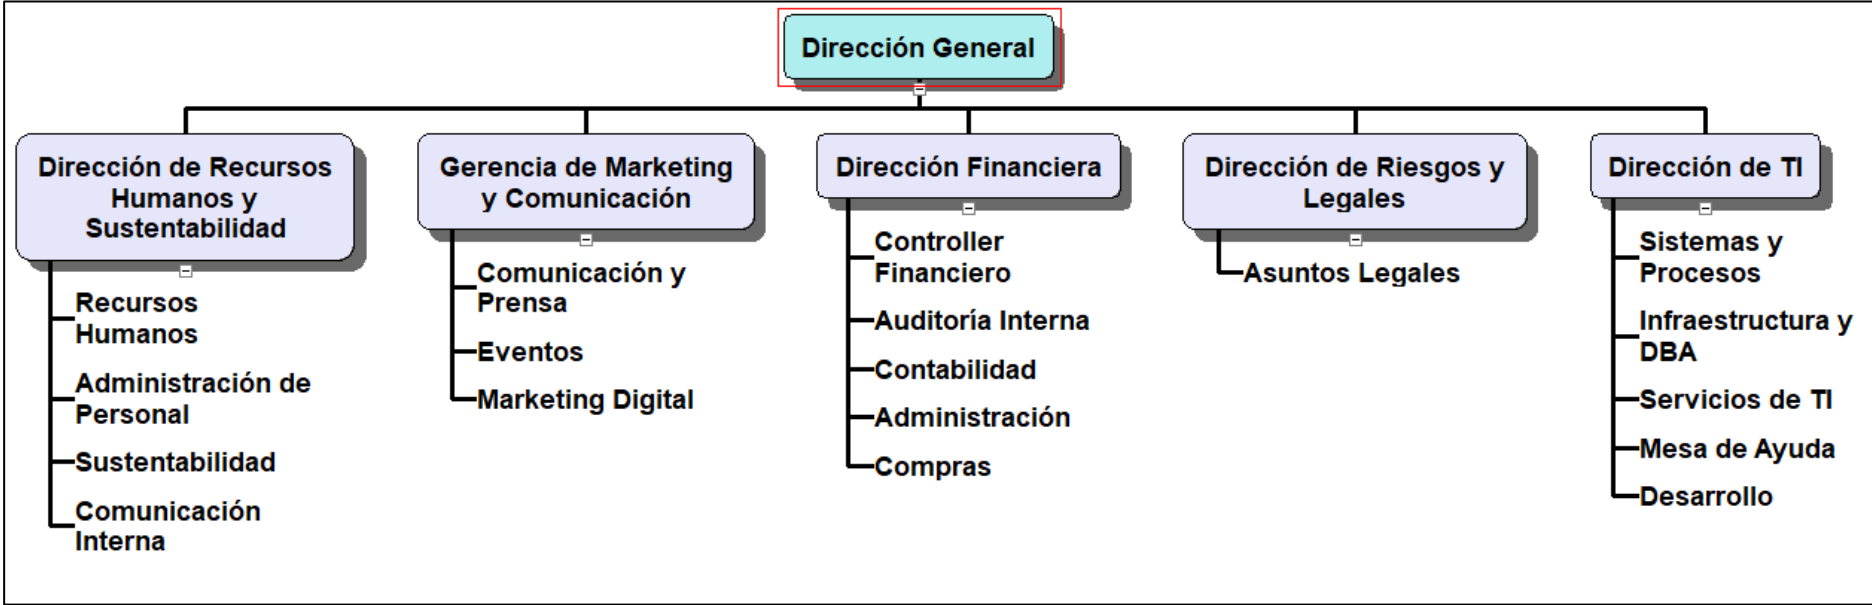 Dirección General
Dirección de Recursos
Humanos y
Sustentabilidad
Recursos
Humanos
Administración de
Personal
Sustentabilidad
Comunicación
Interna
Gerencia de Marketing
y Comunicación
Comunicación y
Prensa
Eventos
Marketing Digital
Dirección Financiera
Controller
Financiero
Auditoría Interna
Contabilidad
Administración
Compras
Dirección de Riesgos y
Legales
Asuntos Legales
Dirección de TI
Sistemas y
Procesos
Infraestructura y
DBA
Servicios de TI
Mesa de Ayuda
Desarrollo